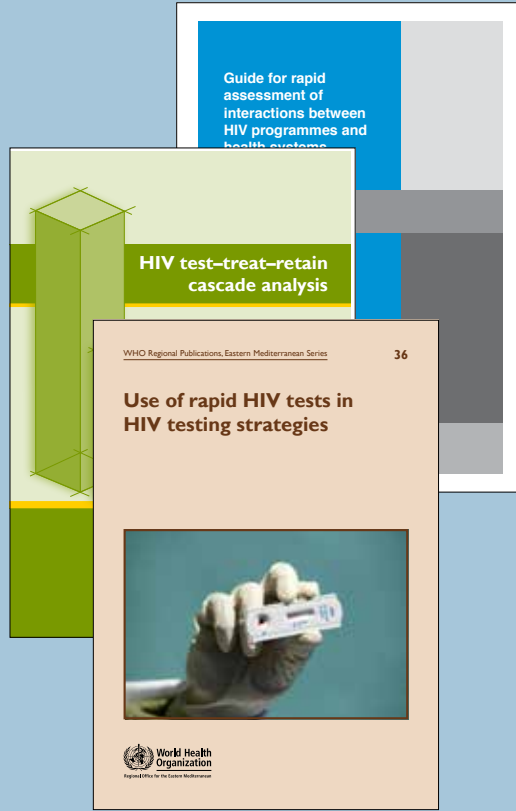 Guide for rapid
assessment of
interactions between
HIV programmes and
health systems
HIV test–treat–retain
cascade analysis
WHO Regional Publications, Eastern Mediterranean Series 36
Use of rapid HIV tests in
HIV testing strategies
World Health
Organization
Regional Office for the Eastern Mediterranean